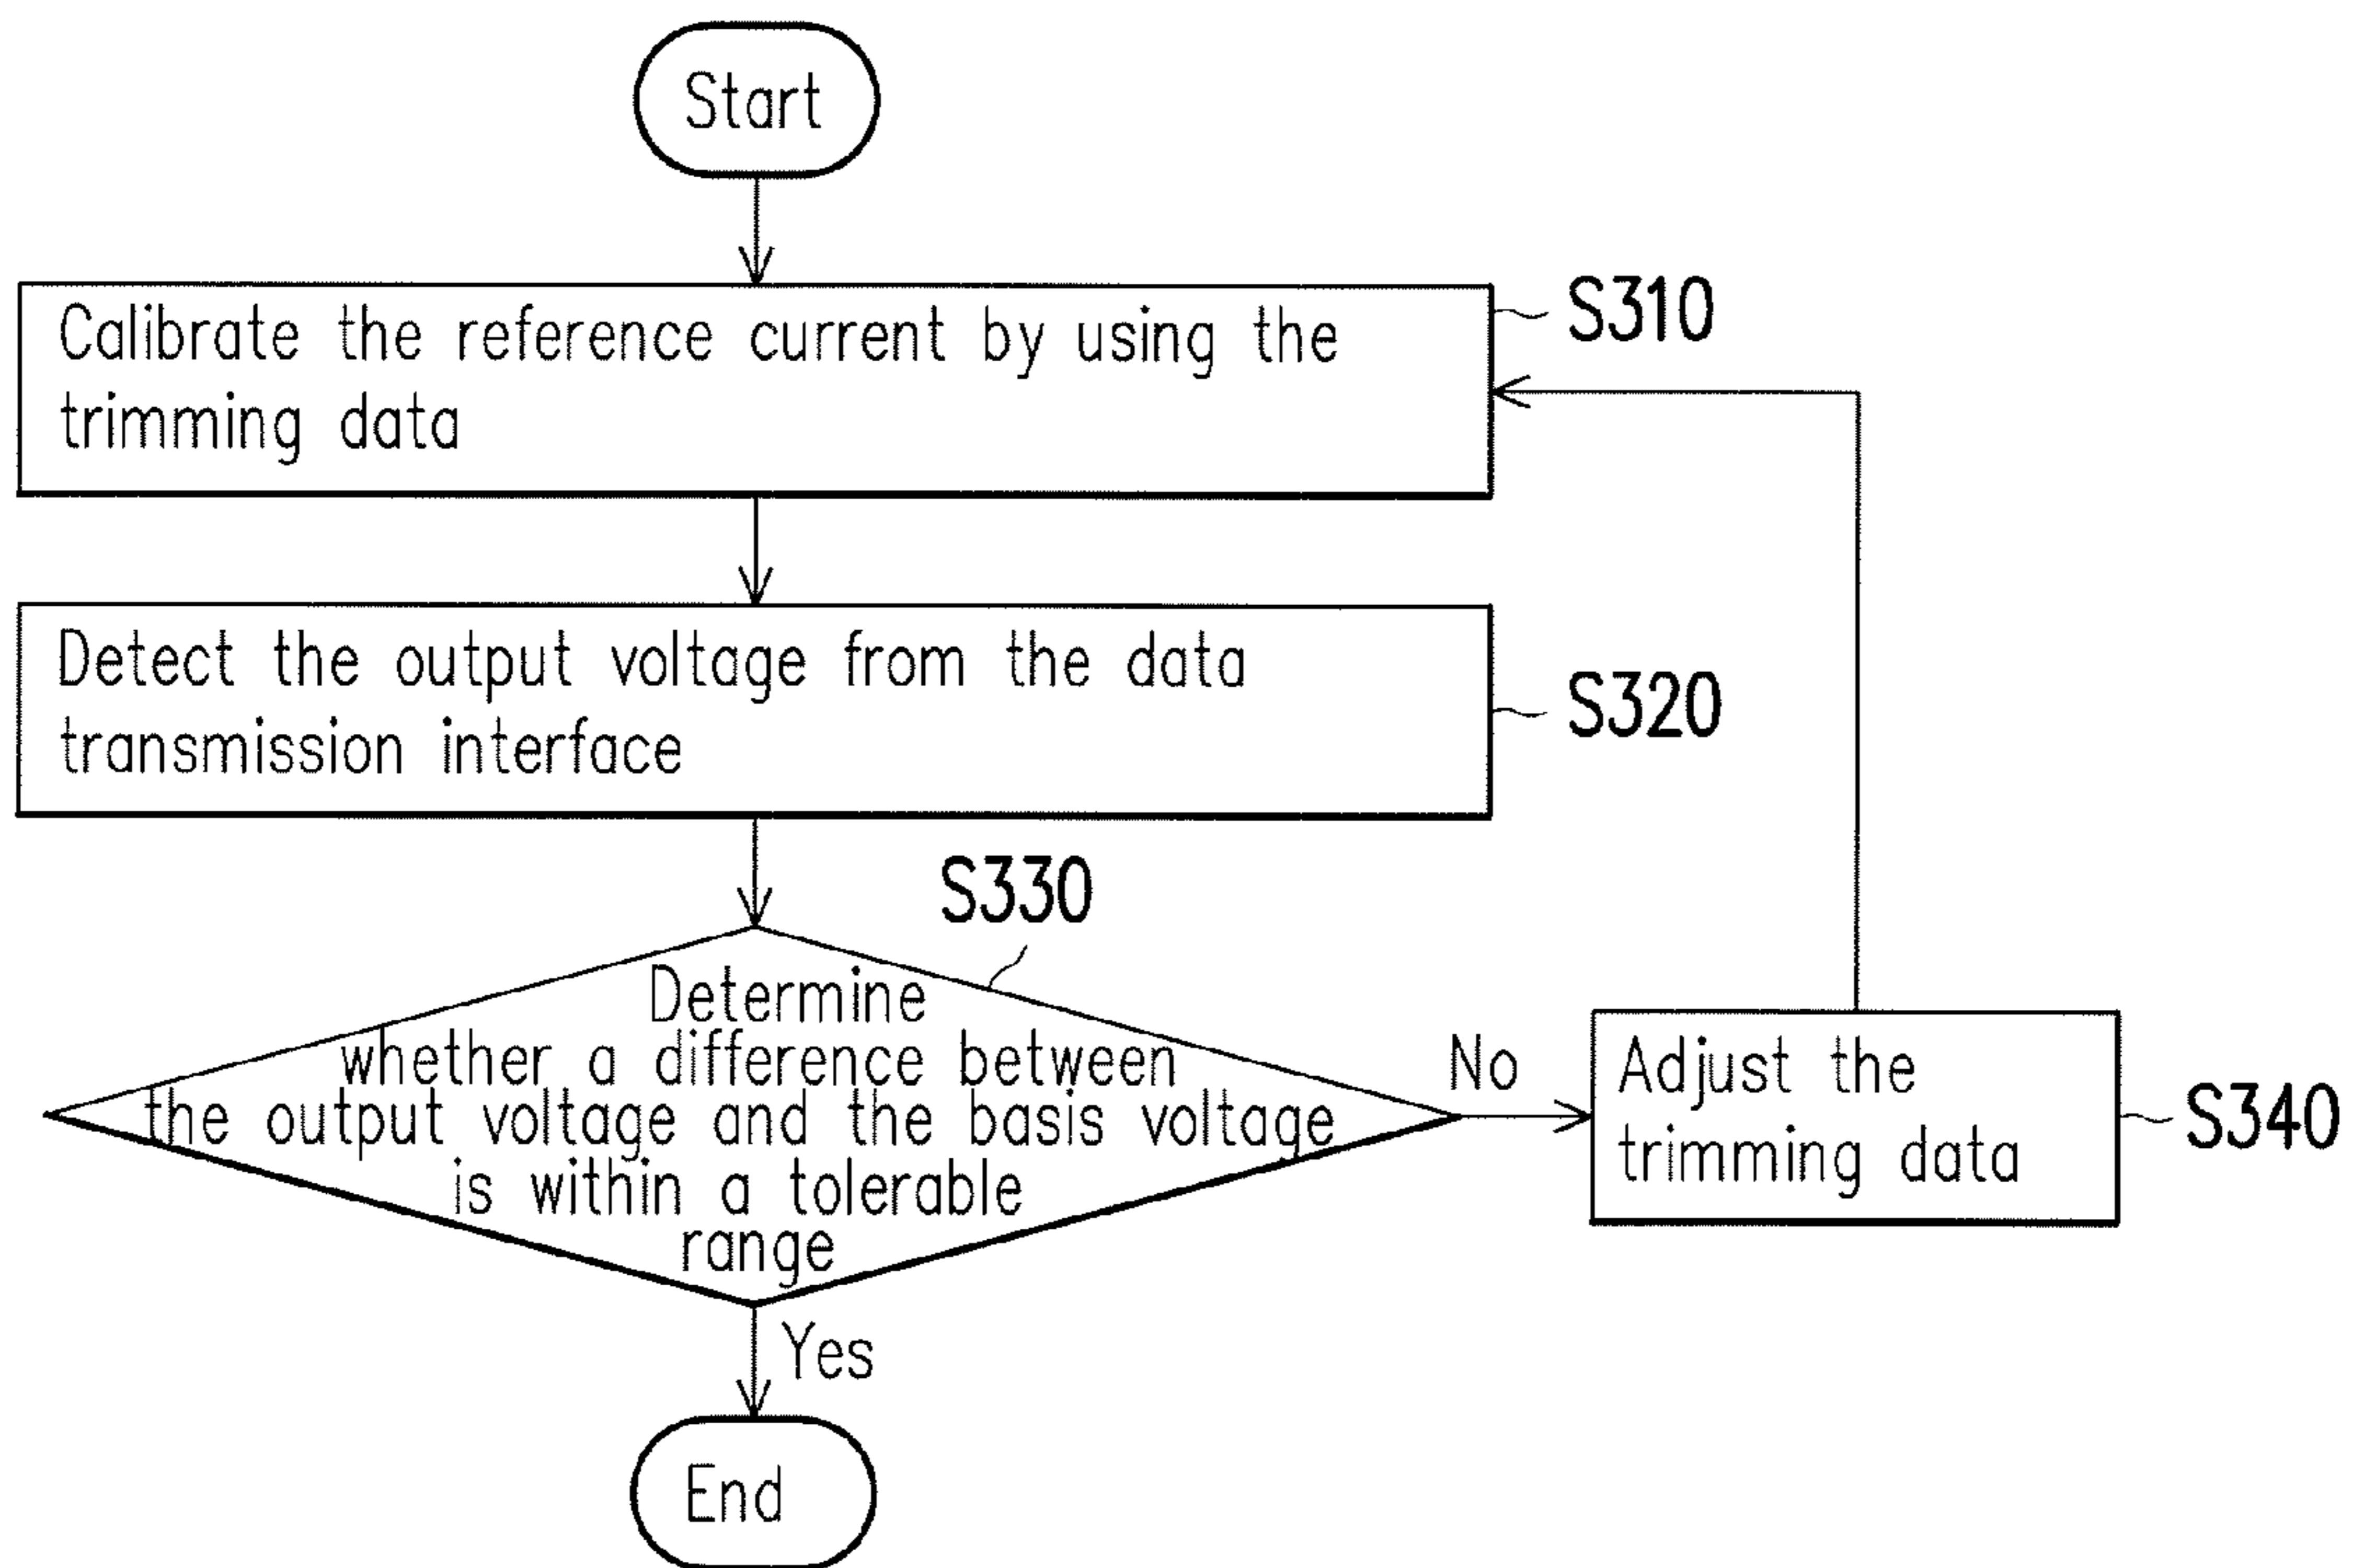 Start
Calibrate the reference current by using the
trimming data
S310
Detect the output voltage from the data
transmission interface
S320
S330
Determine
whether a difference between
the output voltage and the basis voltage
is within a tolerable
range
No
Adjust the
trimming data
S340
Yes
End